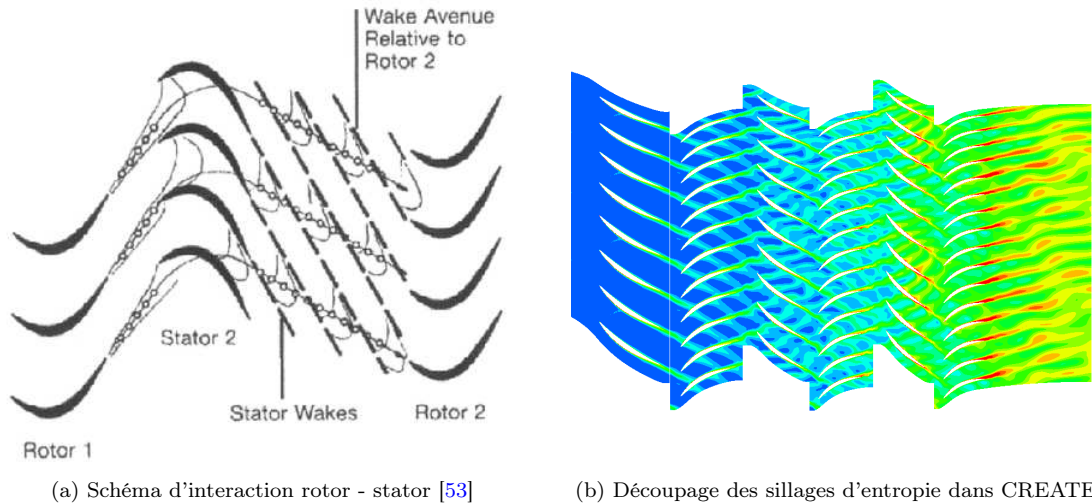 Wake Avenue
Relative to
Rotor 2
Stator 2
Stator Wakes
Rotor 2
Rotor 1
(a) Schéma d'interaction rotor - stator [53]
(b) Découpage des sillages d'entropie dans CREATE